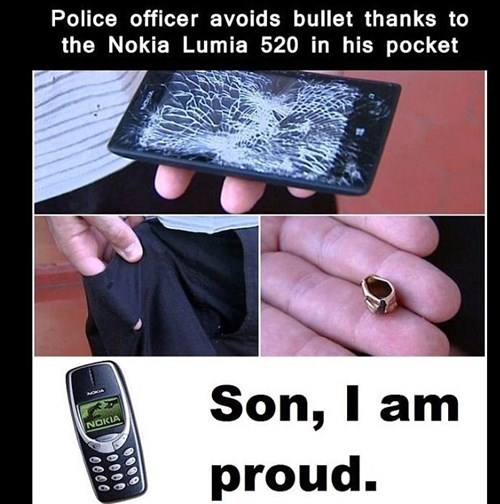 Police officer avoids bullet thanks to
the Nokia Lumia 520 in his pocket
NOKIA
NOKIA
Son, I am
proud.